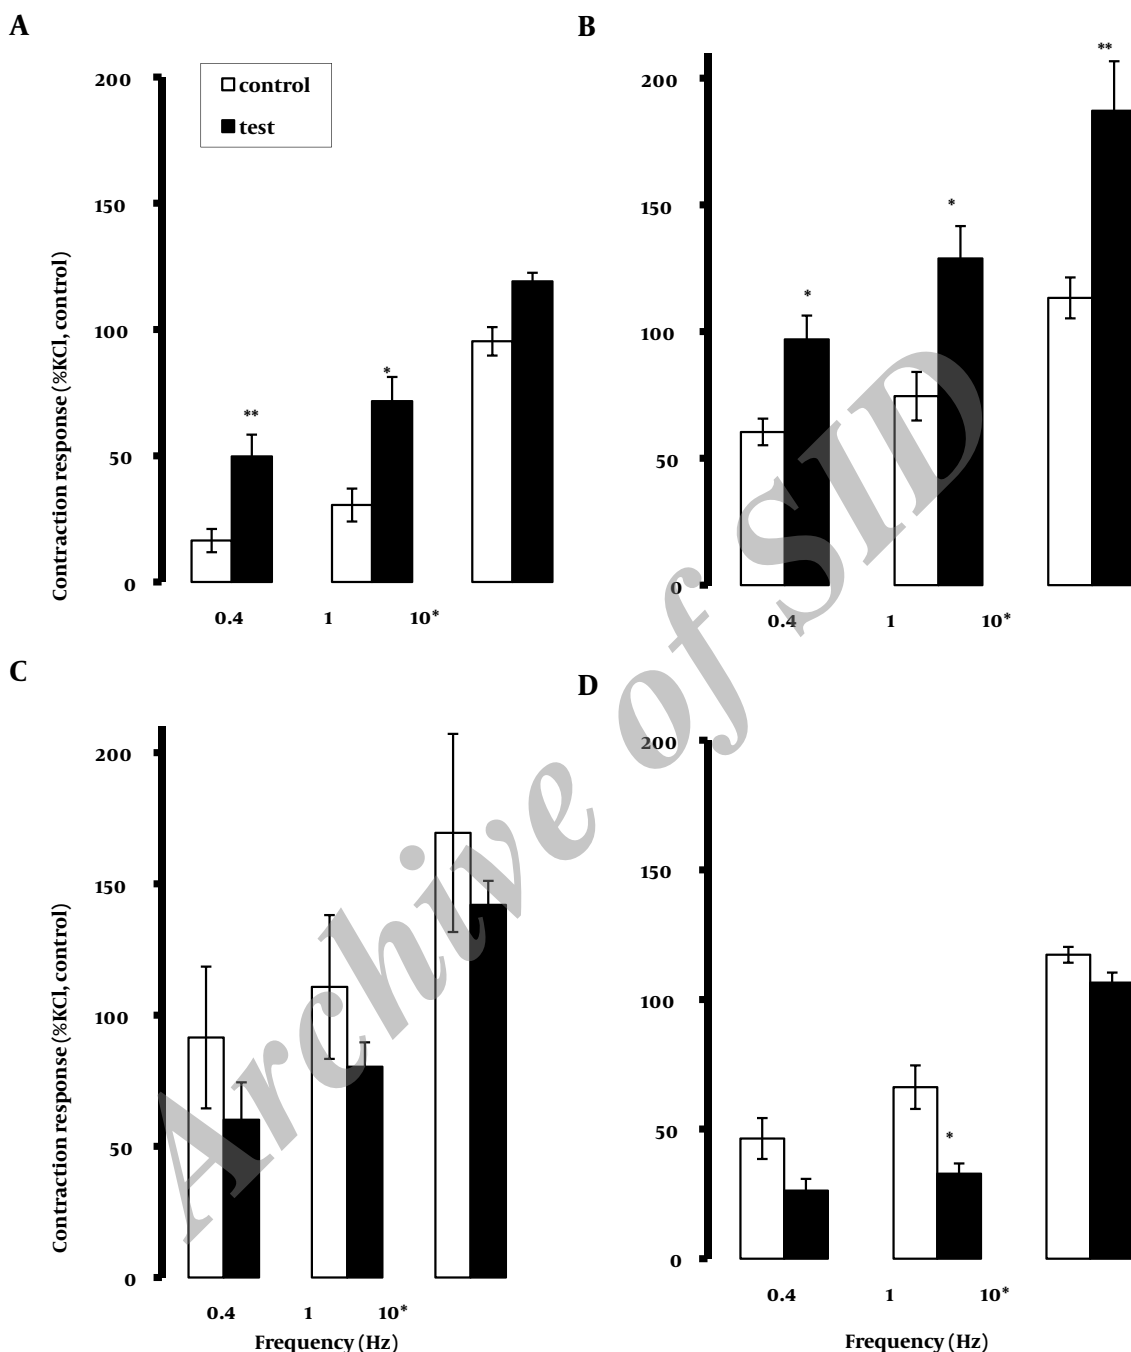 A
200
150
100
50
0
Contraction response (%KCl, control)
control
test
**
*
0.4 1 10*
B
200
150
100
50
0
*
*
**
0.4 1 10*
C
200
150
100
50
0
Contraction response (%KCl, control)
0.4 1 10*
Frequency (Hz)
D
200
150
100
50
0
*
0.4 1 10*
Frequency (Hz)
Archive of SID